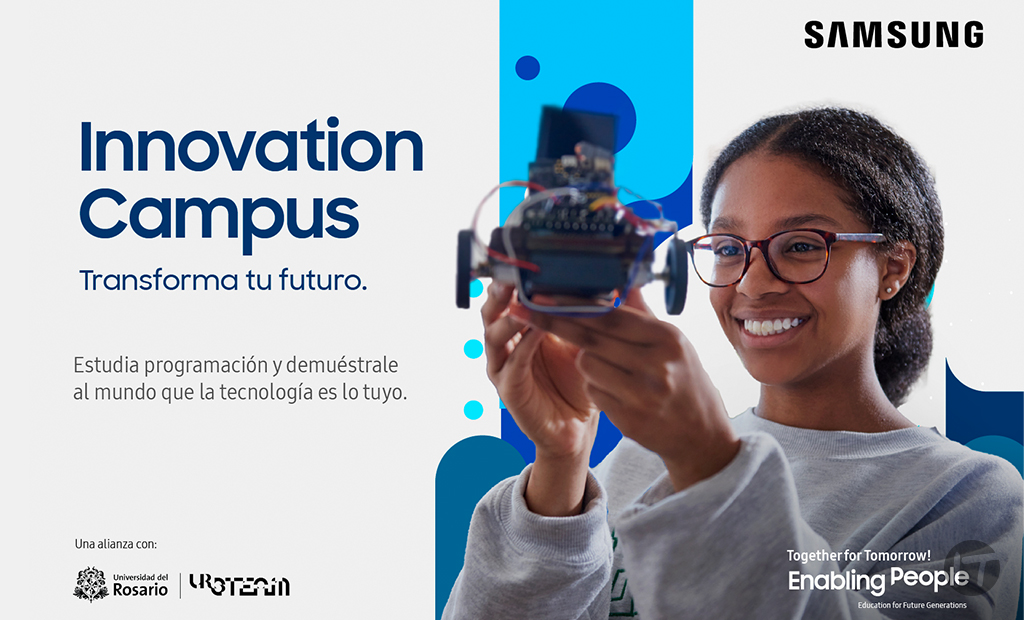 SAMSUNG
Innovation
Campus
Transforma tu futuro.
Estudia programación y demuéstrale
al mundo que la tecnología es lo tuyo.
Una alianza con:
Universidad del
Rosario
URSTEAM
Together for Tomorrow!
Enabling People
Education for Future Generations